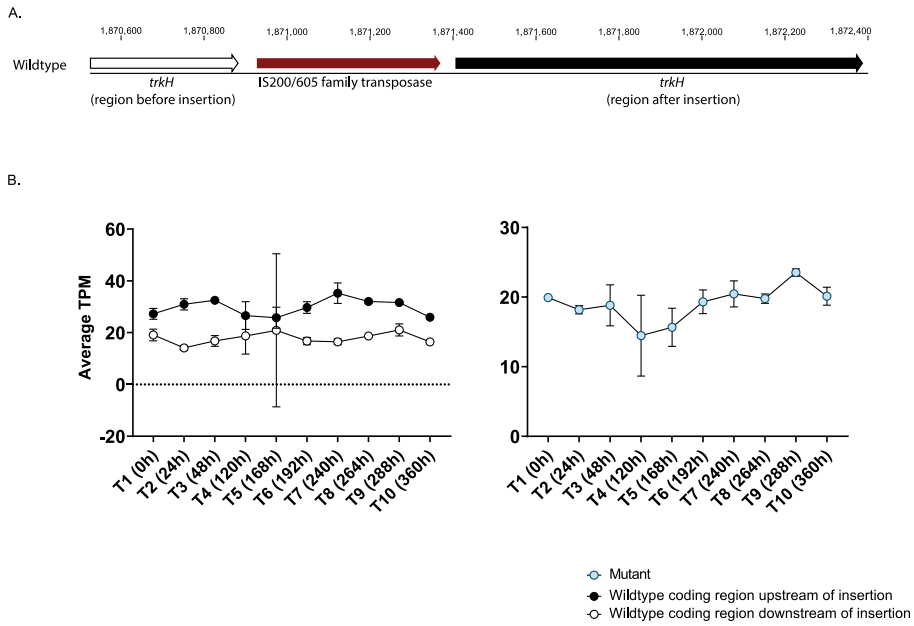 A.
1,870,600 1,870,800 1,871,000 1,871,200 1,871,400 1,871,600 1,871,800 1,872,000 1,872,200 1,872,400
Wildtype
trkH IS200/605 family transposase trkH
(region before insertion) (region after insertion)
B.
Average TPM
60
40
20
0
-20
T1 (0h) T2 (24h) T3 (48h) T4 (120h) T5 (168h) T6 (192h) T7 (240h) T8 (264h) T9 (288h) T10 (360h)
30
20
10
0
T1 (0h) T2 (24h) T3 (48h) T4 (120h) T5 (168h) T6 (192h) T7 (240h) T8 (264h) T9 (288h) T10 (360h)
Mutant
Wildtype coding region upstream of insertion
Wildtype coding region downstream of insertion